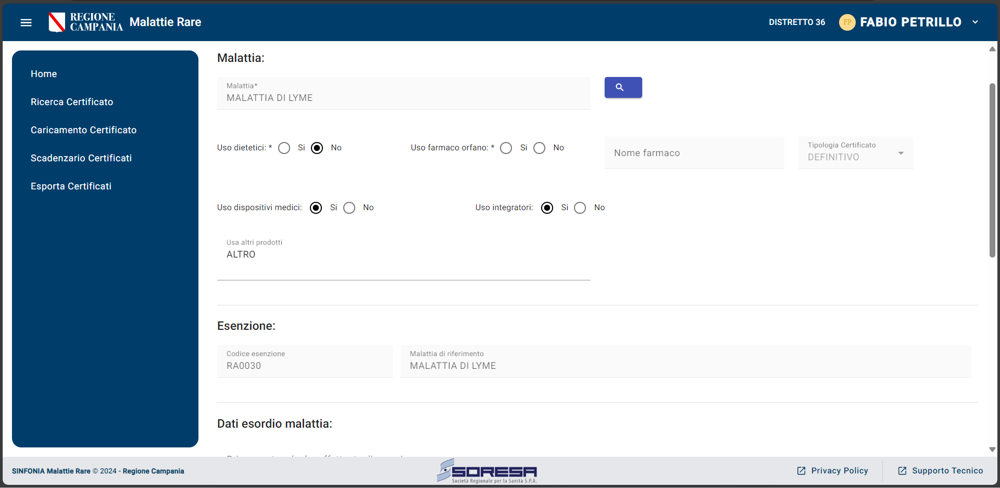 REGIONE
CAMPANIA
Malattie Rare
DISTRETTO 36
FP
FABIO PETRILLO
Home
Ricerca Certificato
Caricamento Certificato
Scadenzario Certificati
Esporta Certificati
Malattia:
Malattia*
MALATTIA DI LYME
Uso dietetici: * Si No
Uso farmaco orfano: * Si No
Nome farmaco
Tipologia Certificato
DEFINITIVO
Uso dispositivi medici: Si No
Uso integratori: Si No
Usa altri prodotti
ALTRO
Esenzione:
Codice esenzione
RA0030
Malattia di riferimento
MALATTIA DI LYME
Dati esordio malattia:
SINFONIA Malattie Rare © 2024 - Regione Campania
SORESA
Società Regionale per la Sanità S.P.A.
Privacy Policy
Supporto Tecnico